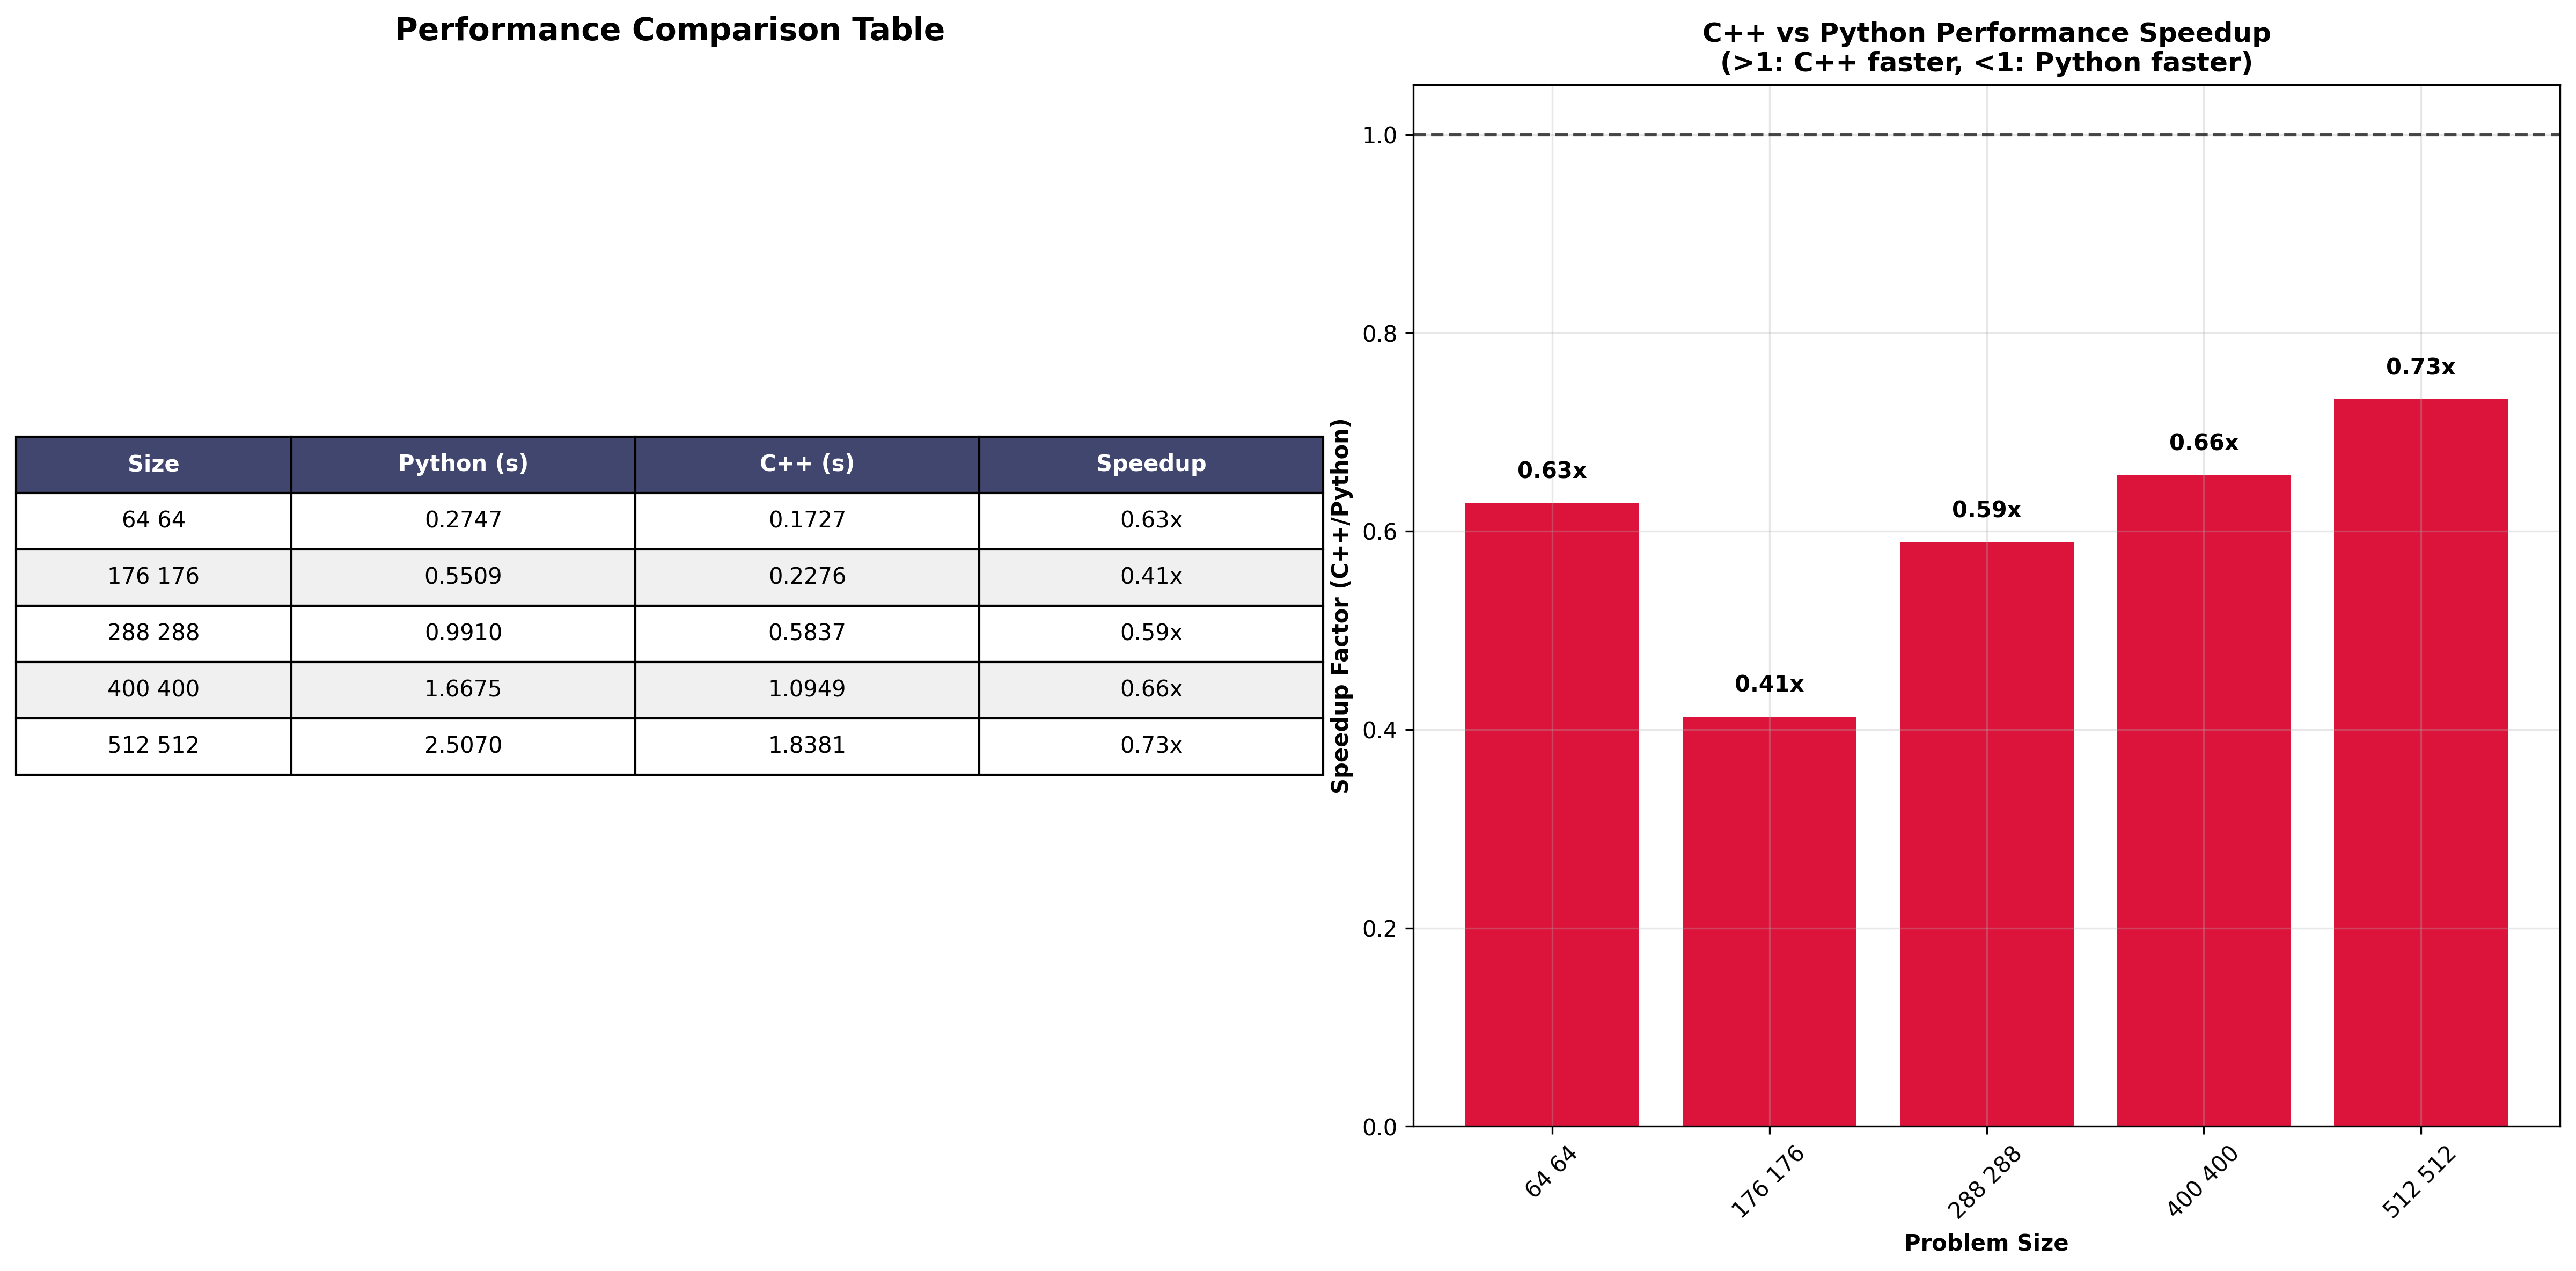 Performance Comparison Table
Size Python (s) C++ (s) Speedup
64 64 0.2747 0.1727 0.63x
176 176 0.5509 0.2276 0.41x
288 288 0.9910 0.5837 0.59x
400 400 1.6675 1.0949 0.66x
512 512 2.5070 1.8381 0.73x
C++ vs Python Performance Speedup
(>1: C++ faster, <1: Python faster)
Speedup Factor (C++/Python)
1.0
0.8
0.6
0.4
0.2
0.0
0.63x
0.41x
0.59x
0.66x
0.73x
64 64
176 176
288 288
400 400
512 512
Problem Size